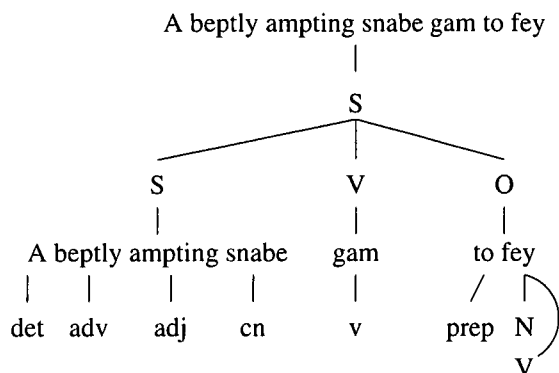 A beptly ampting snabe gam to fey
S
S V O
A beptly ampting snabe gam to fey
det adv adj cn v prep N
V